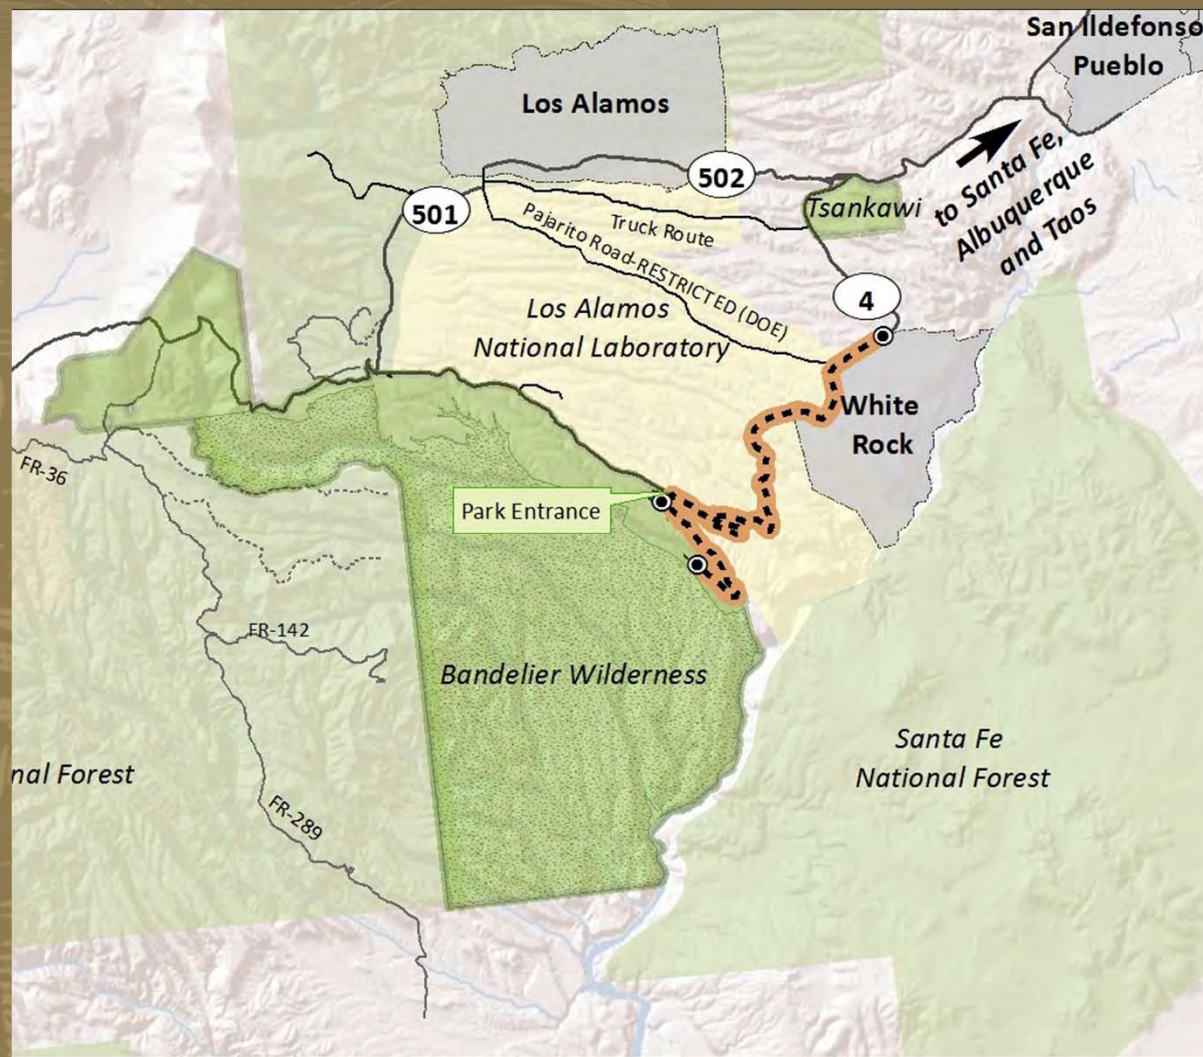 San Ildefonso
Pueblo
Los Alamos
502
501
Tsankawi
to Santa Fe,
Albuquerque
and Taos
Truck Route
Pajarito Road-RESTRICTED (DOE)
4
Los Alamos
National Laboratory
White
Rock
FR-36
Park Entrance
FR-142
Bandelier Wilderness
Santa Fe
National Forest
nal Forest
FR-289